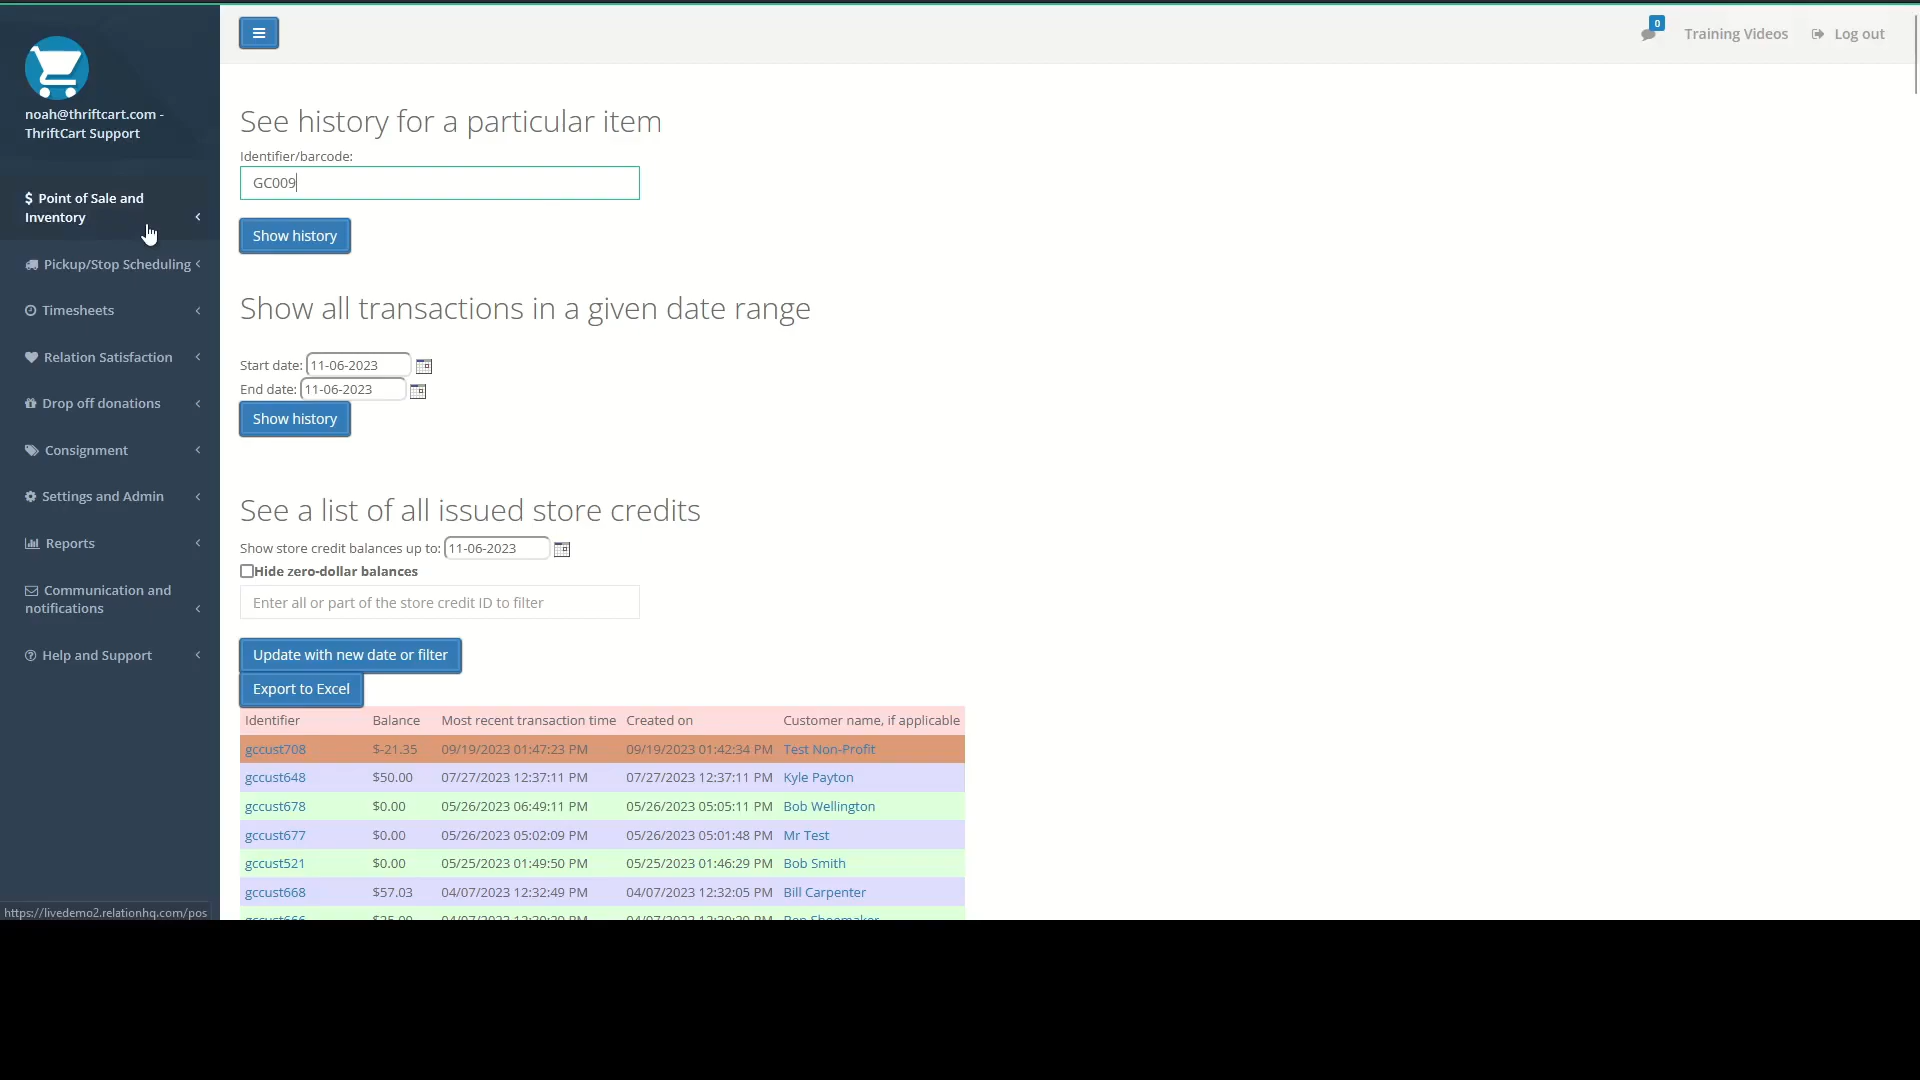 0
Training Videos
Log out
noah@thriftcart.com -
ThriftCart Support
$ Point of Sale and
Inventory
Pickup/Stop Scheduling
Timesheets
Relation Satisfaction
Drop off donations
Consignment
Settings and Admin
Reports
Communication and
notifications
Help and Support
https://livedemo2.relationhq.com/pos
See history for a particular item
Identifier/barcode:
GC009
Show history
Show all transactions in a given date range
Start date: 11-06-2023
End date: 11-06-2023
Show history
See a list of all issued store credits
Show store credit balances up to: 11-06-2023
Hide zero-dollar balances
Enter all or part of the store credit ID to filter
Update with new date or filter
Export to Excel
Identifier Balance Most recent transaction time Created on Customer name, if applicable
gccust708 $-21.35 09/19/2023 01:47:23 PM 09/19/2023 01:42:34 PM Test Non-Profit
gccust648 $50.00 07/27/2023 12:37:11 PM 07/27/2023 12:37:11 PM Kyle Payton
gccust678 $0.00 05/26/2023 06:49:11 PM 05/26/2023 05:05:11 PM Bob Wellington
gccust677 $0.00 05/26/2023 05:02:09 PM 05/26/2023 05:01:48 PM Mr Test
gccust521 $0.00 05/25/2023 01:49:50 PM 05/25/2023 01:46:29 PM Bob Smith
gccust668 $57.03 04/07/2023 12:32:49 PM 04/07/2023 12:32:05 PM Bill Carpenter